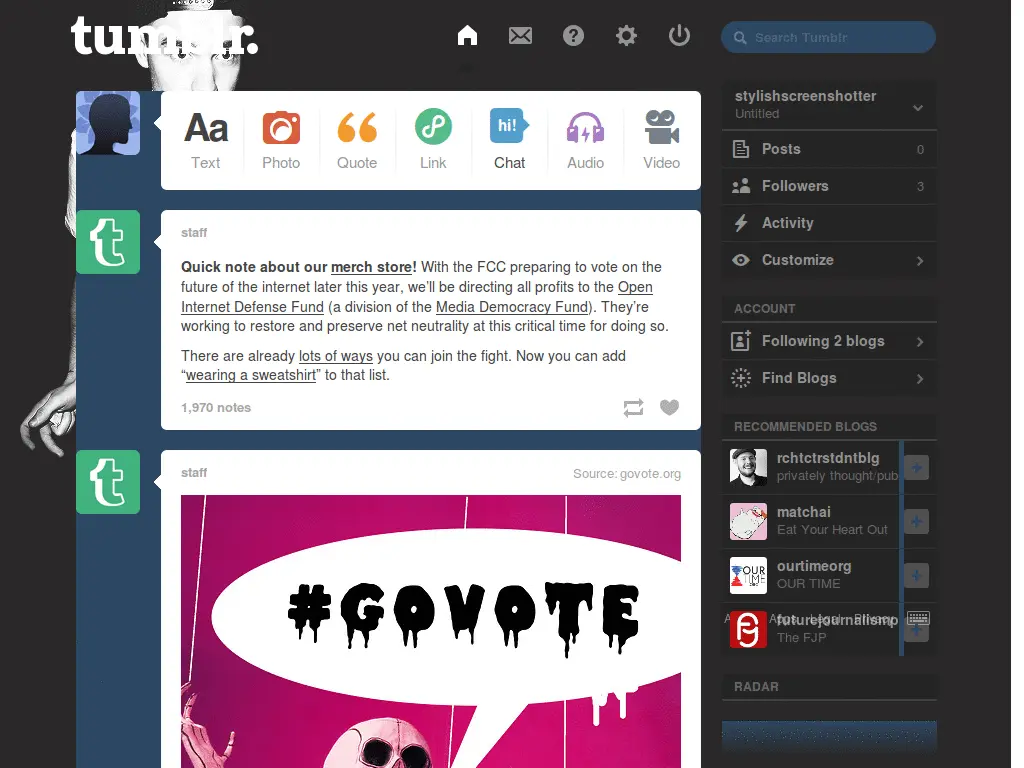 tumblr.
Search Tumblr
Aa
Text
Photo
Quote
Link
hi!
Chat
Audio
Video
staff
Quick note about our merch store! With the FCC preparing to vote on the
future of the internet later this year, we’ll be directing all profits to the Open
Internet Defense Fund (a division of the Media Democracy Fund). They’re
working to restore and preserve net neutrality at this critical time for doing so.
There are already lots of ways you can join the fight. Now you can add
“wearing a sweatshirt” to that list.
1,970 notes
staff
Source: govote.org
#GOVOTE
stylishscreenshotter
Untitled
Posts 0
Followers 3
Activity
Customize
ACCOUNT
Following 2 blogs
Find Blogs
RECOMMENDED BLOGS
rchtctrstdntblg
privately thought/pub
matchai
Eat Your Heart Out
OUR
TIME
ourtimeorg
OUR TIME
futurejournalismp
Legal Privacy
The FJP
RADAR